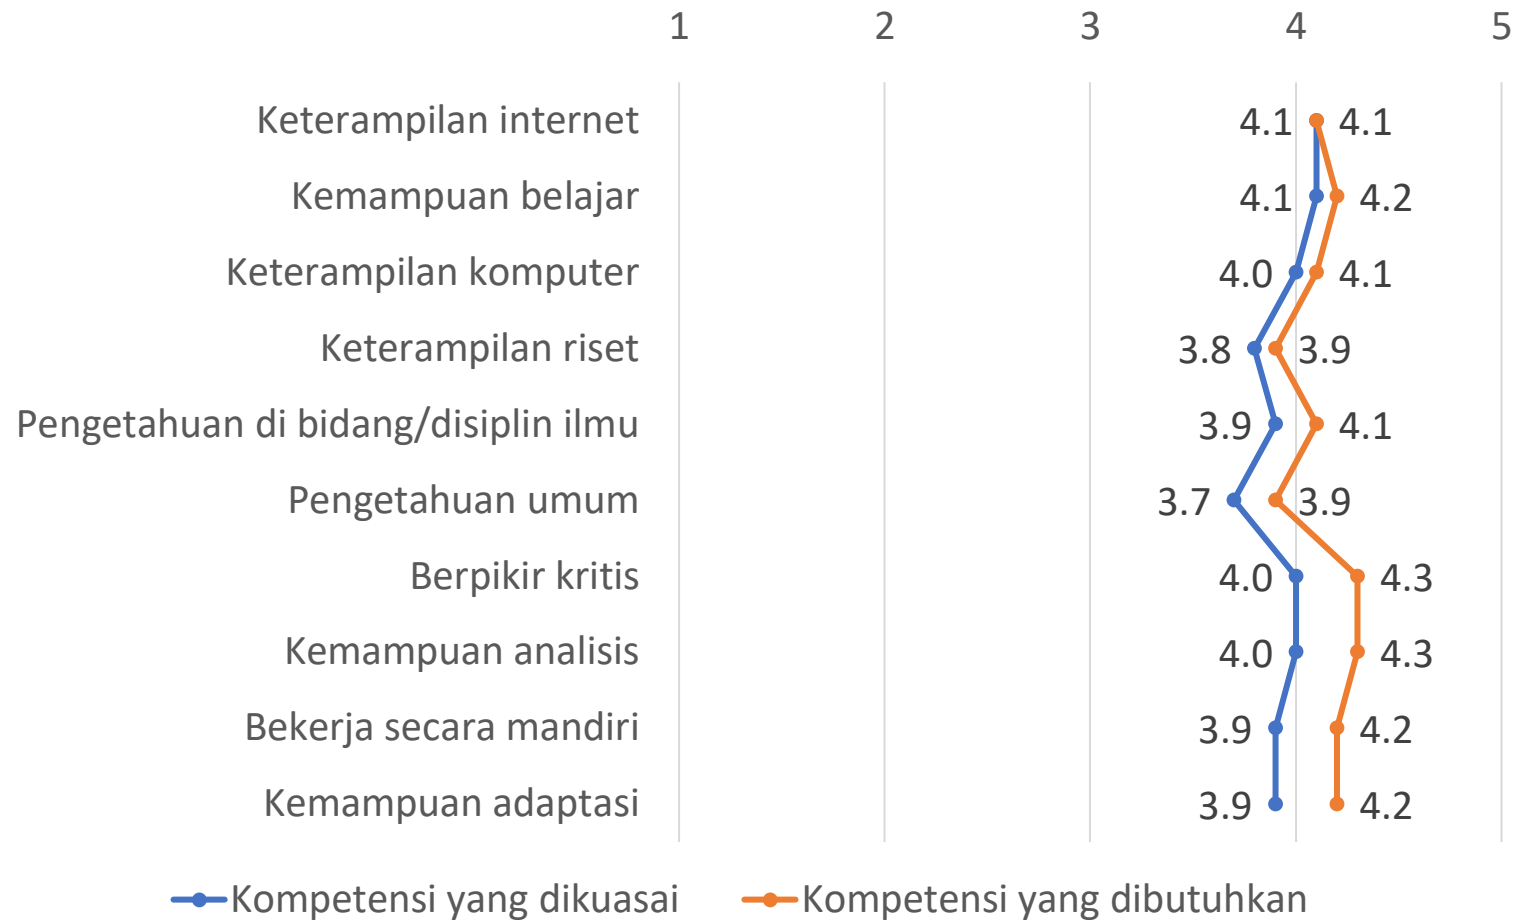 1 2 3 4 5
Keterampilan internet 4.1 4.1
Kemampuan belajar 4.1 4.2
Keterampilan komputer 4.0 4.1
Keterampilan riset 3.8 3.9
Pengetahuan di bidang/disiplin ilmu 3.9 4.1
Pengetahuan umum 3.7 3.9
Berpikir kritis 4.0 4.3
Kemampuan analisis 4.0 4.3
Bekerja secara mandiri 3.9 4.2
Kemampuan adaptasi 3.9 4.2
Kompetensi yang dikuasai Kompetensi yang dibutuhkan